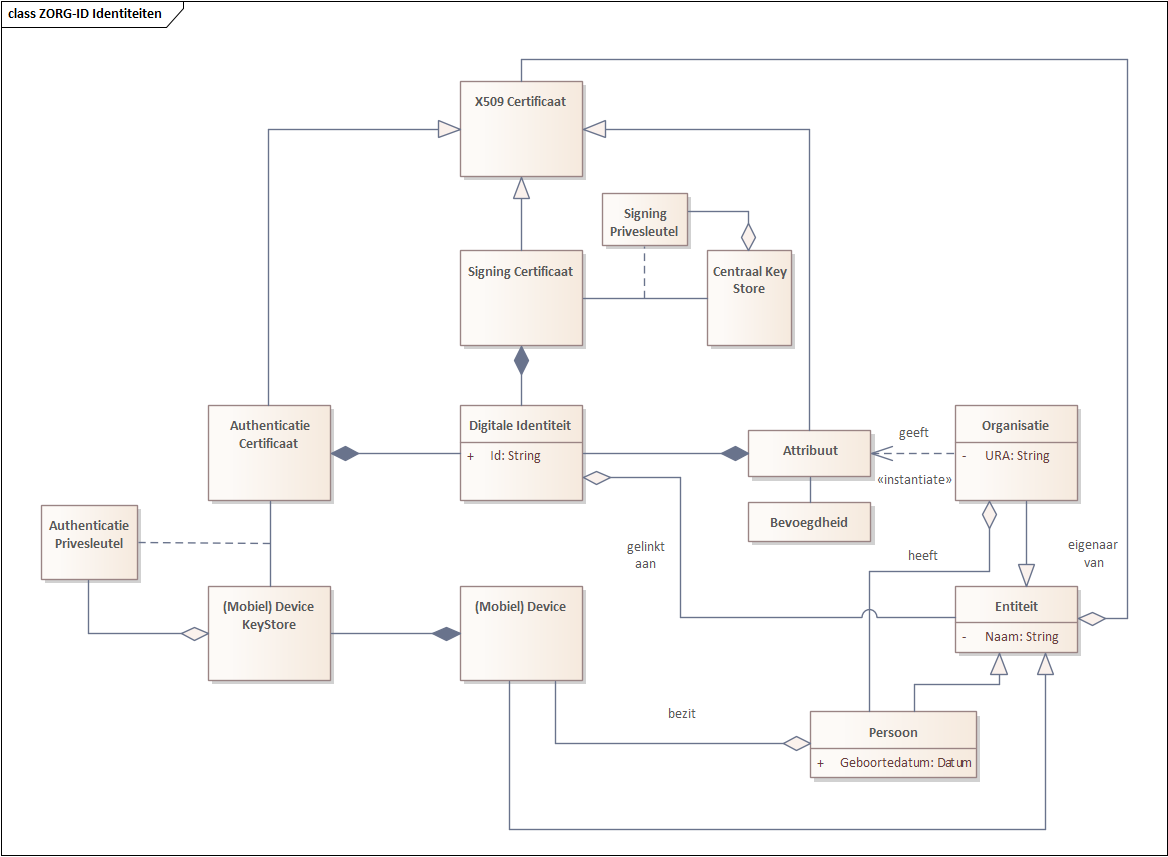 class ZORG-ID Identiteiten
X509 Certificaat
Signing
Privesleutel
Signing Certificaat
Centraal Key
Store
Authenticatie
Certificaat
Digitale Identiteit
+ Id: String
Attribuut
geeft
«instantiate»
Organisatie
- URA: String
Bevoegdheid
Authenticatie
Privesleutel
gelinkt
aan
heeft
eigenaar
van
(Mobiel) Device
KeyStore
(Mobiel) Device
Entiteit
- Naam: String
bezit
Persoon
+ Geboortedatum: Datum